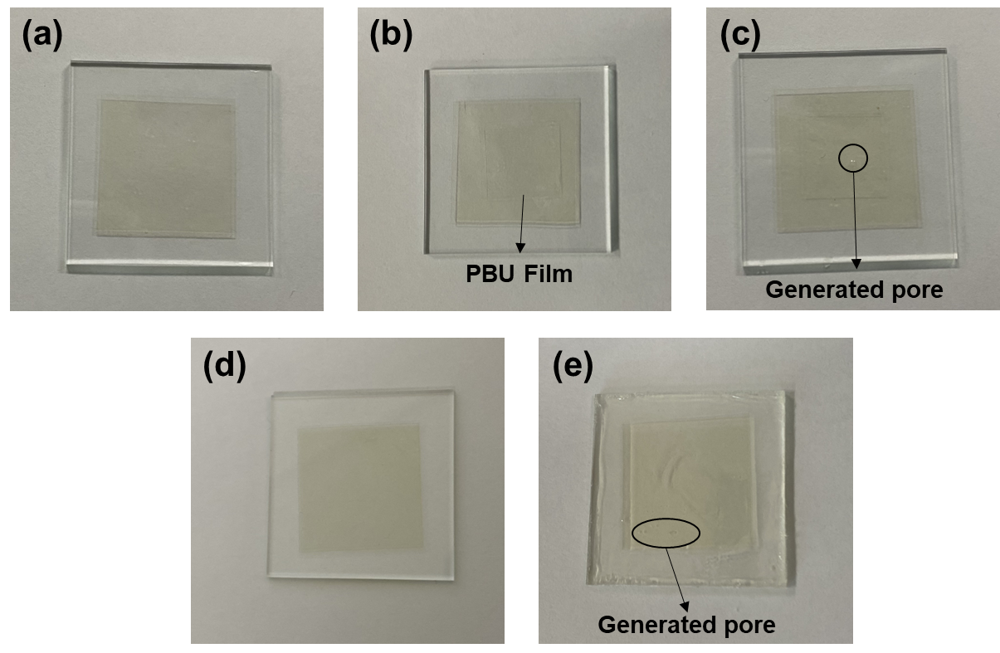 (a)
(b)
(c)
PBU Film
Generated pore
(d)
(e)
Generated pore